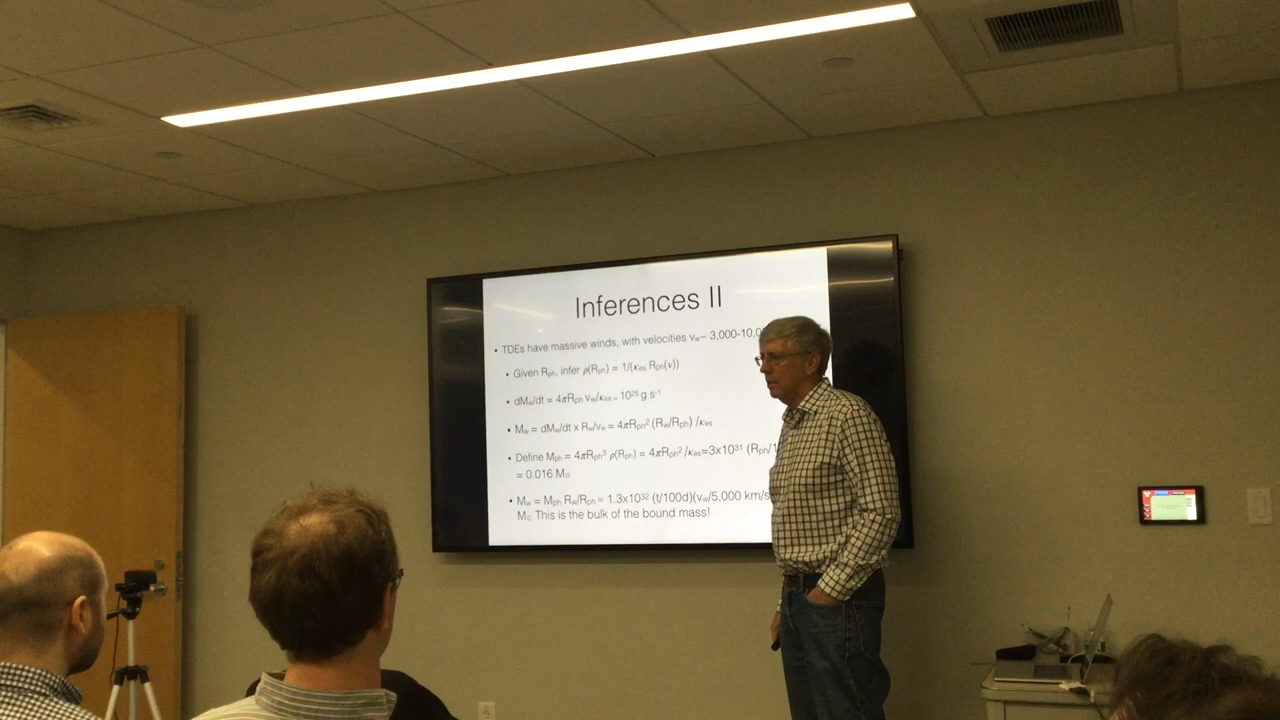 Inferences II
• TDEs have massive winds, with velocities vw~ 3,000-10,0
• Given Rph, infer ρ(Rph) = 1/(κes Rph(ν))
• dMw/dt = 4πRph vw/κes = 10²⁶ g s⁻¹
• Mw = dMw/dt x Rw/vw = 4πRph² (Rw/Rph) /κes
• Define Mph = 4πRph³ ρ(Rph) = 4πRph² /κes=3x10³¹ (Rph/1
= 0.016 M☉
• Mw = Mph Rw/Rph = 1.3x10³² (t/100d)(vw/5,000 km/s
M☉ This is the bulk of the bound mass!